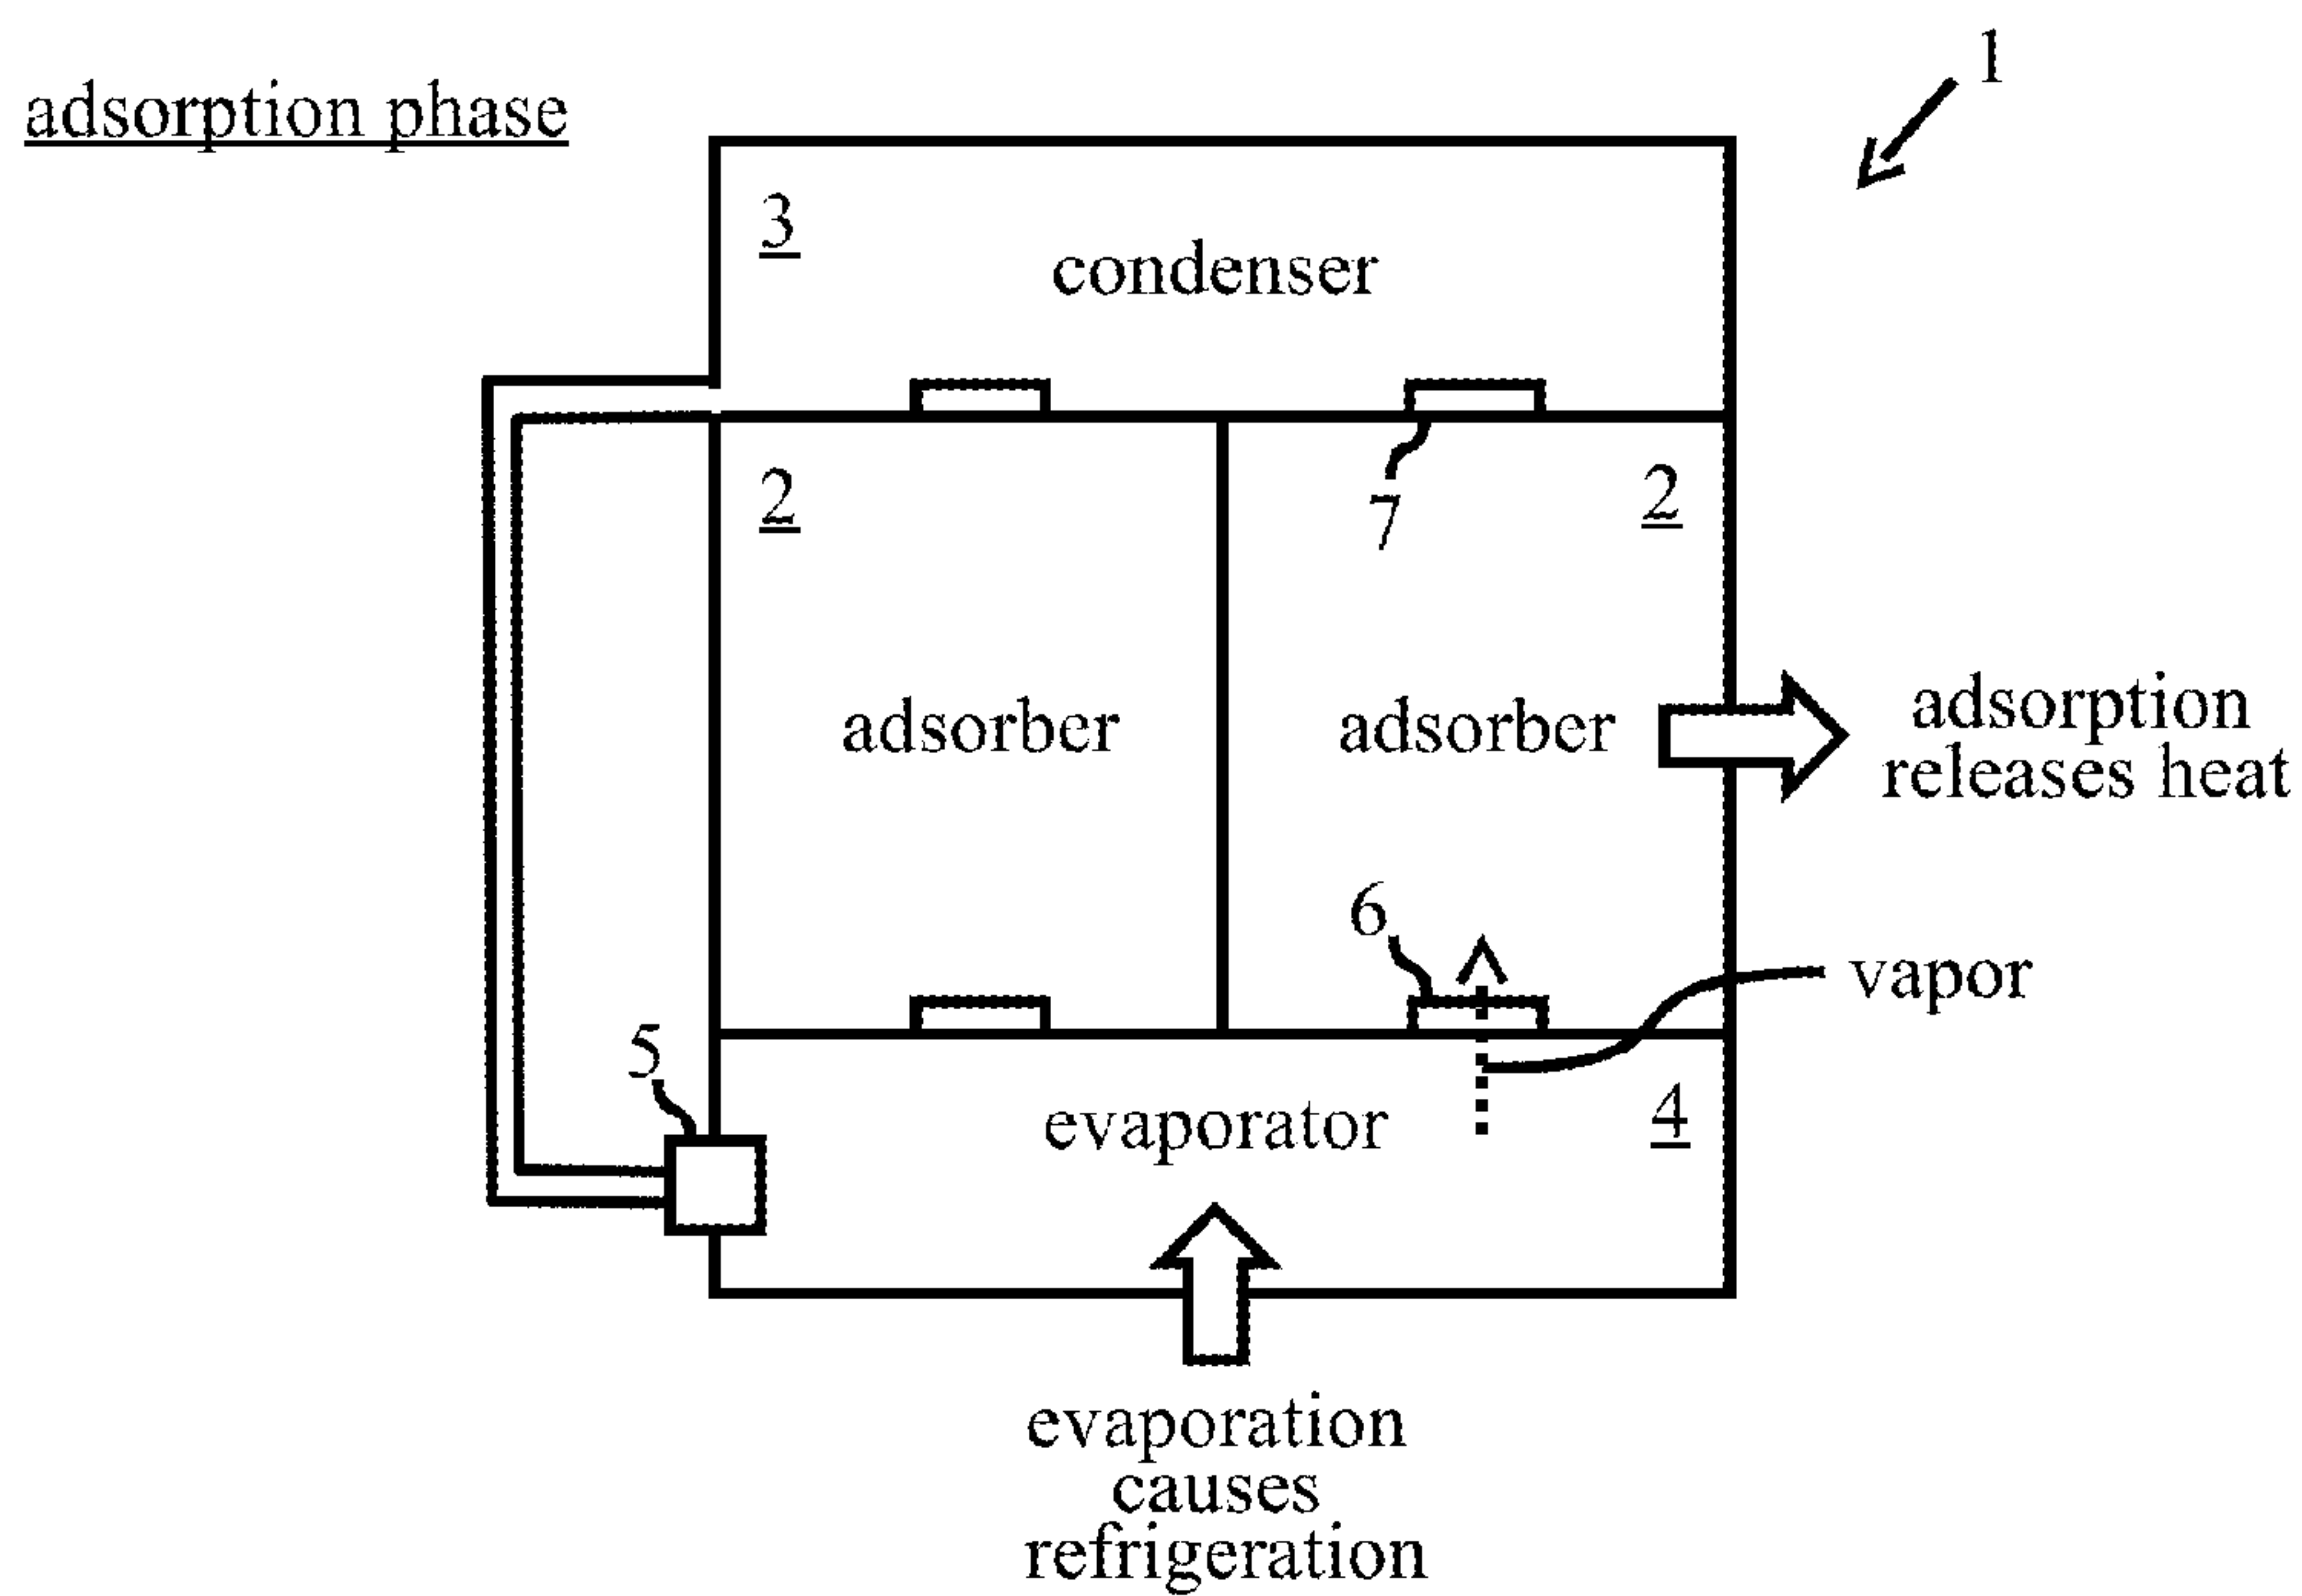 adsorption phase
1
3
condenser
2
7
2
adsorber
adsorber
adsorption
releases heat
6
vapor
5
evaporator
4
evaporation
causes
refrigeration